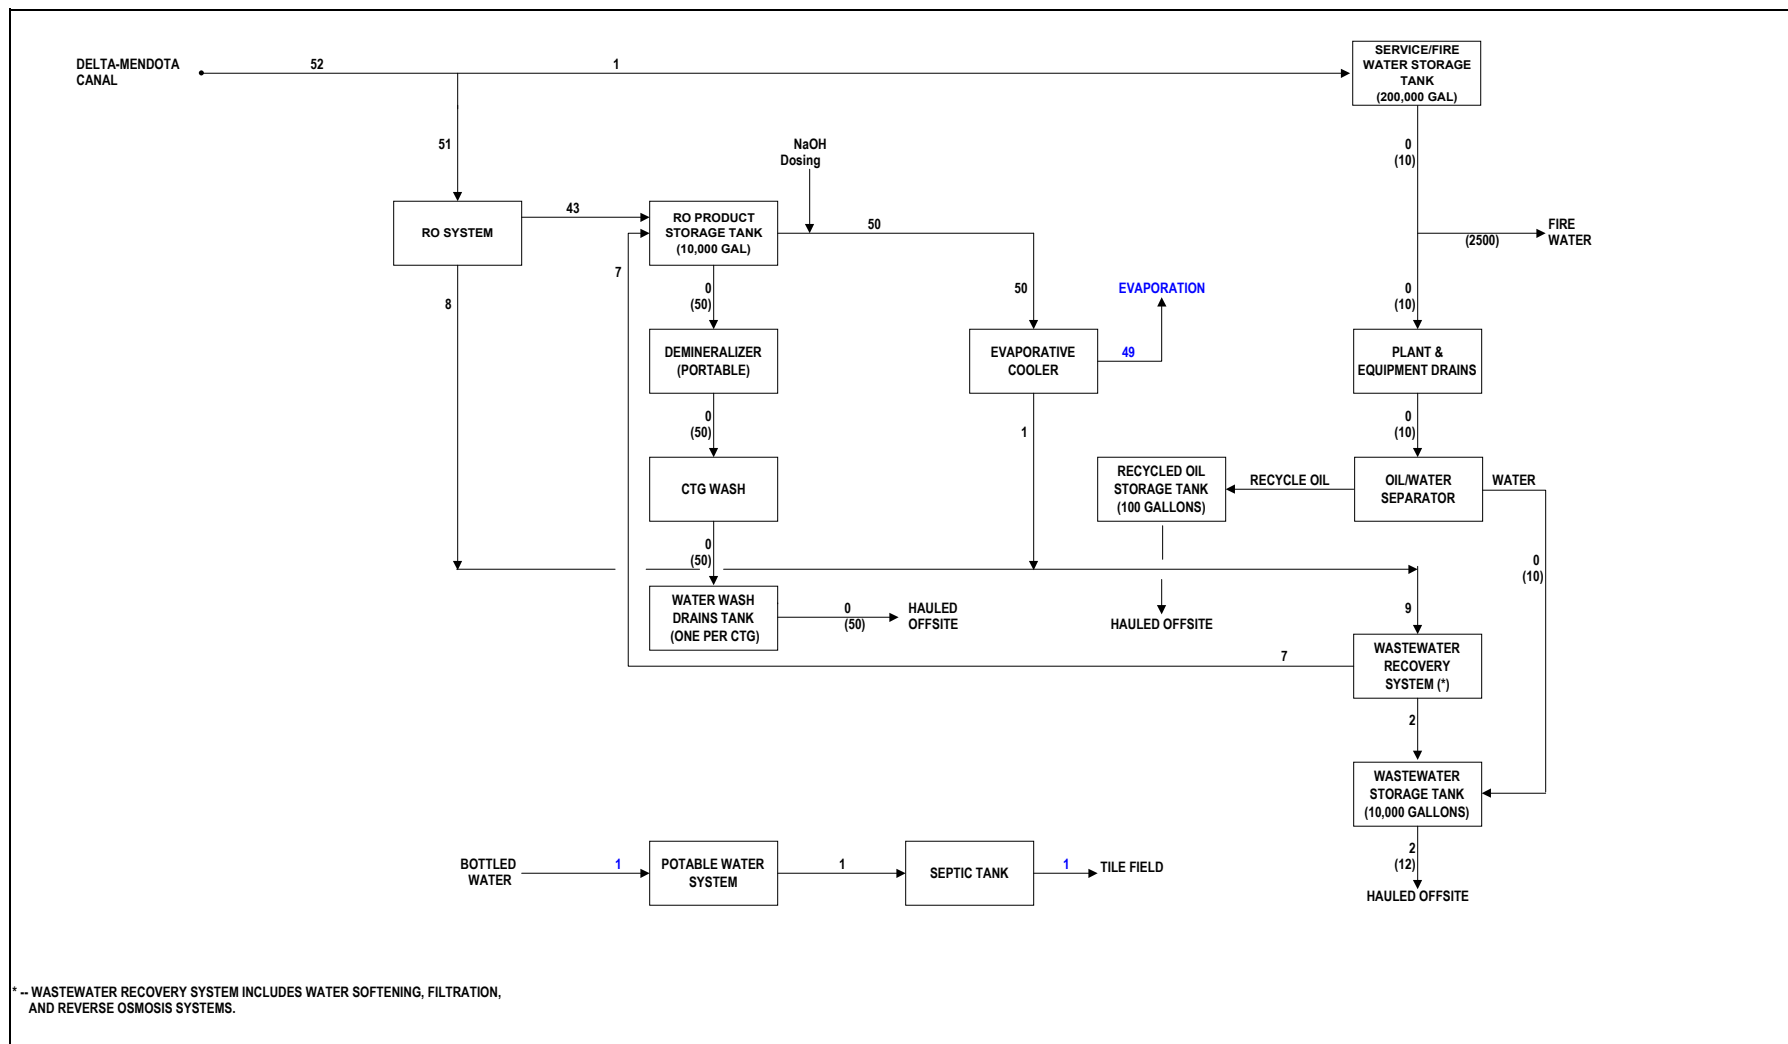 SERVICE/FIRE
WATER STORAGE
TANK
(200,000 GAL)
DELTA-MENDOTA
CANAL
52
1
51
NaOH
Dosing
0
(10)
RO SYSTEM
43
RO PRODUCT
STORAGE TANK
(10,000 GAL)
50
FIRE
WATER
(2500)
7
8
0
(50)
50
EVAPORATION
0
(10)
DEMINERALIZER
(PORTABLE)
EVAPORATIVE
COOLER
49
PLANT &
EQUIPMENT DRAINS
0
(50)
1
0
(10)
CTG WASH
RECYCLED OIL
STORAGE TANK
(100 GALLONS)
RECYCLE OIL
OIL/WATER
SEPARATOR
WATER
0
(50)
0
(10)
WATER WASH
DRAINS TANK
(ONE PER CTG)
0
(50)
HAULED
OFFSITE
HAULED OFFSITE
9
7
WASTEWATER
RECOVERY
SYSTEM (*)
2
WASTEWATER
STORAGE TANK
(10,000 GALLONS)
2
(12)
HAULED OFFSITE
BOTTLED
WATER
1
POTABLE WATER
SYSTEM
1
SEPTIC TANK
1
TILE FIELD
* -- WASTEWATER RECOVERY SYSTEM INCLUDES WATER SOFTENING, FILTRATION,
AND REVERSE OSMOSIS SYSTEMS.